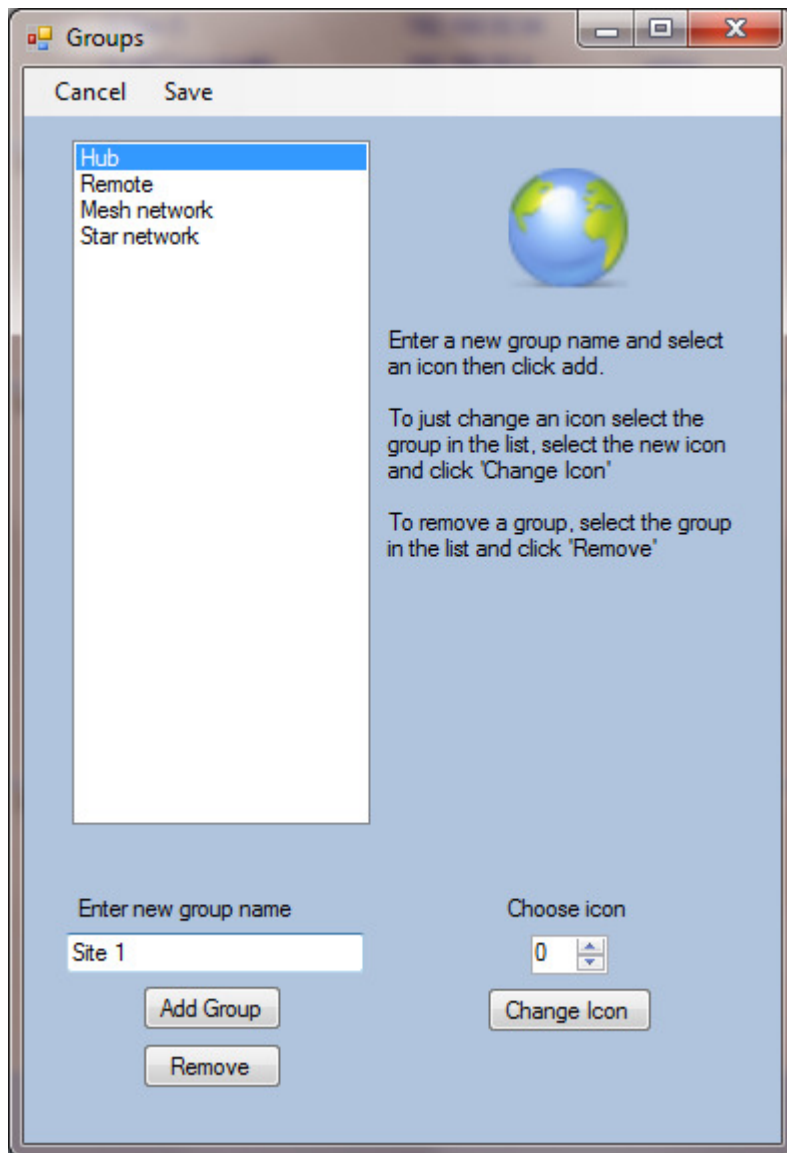 Groups
Cancel Save
Hub
Remote
Mesh network
Star network
Enter a new group name and select
an icon then click add.
To just change an icon select the
group in the list, select the new icon
and click 'Change Icon'
To remove a group, select the group
in the list and click 'Remove'
Enter new group name
Choose icon
Site 1
0
Add Group
Change Icon
Remove